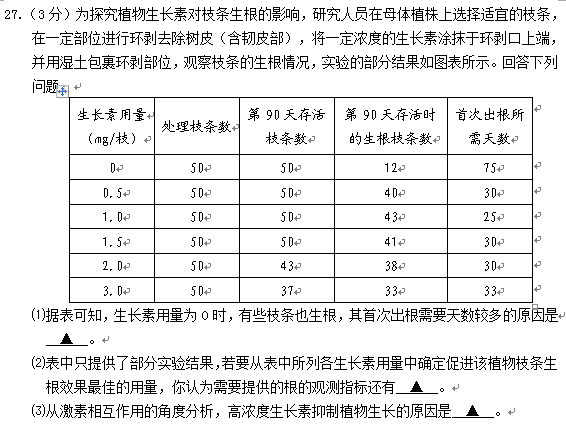 27.（3分）为探究植物生长素对枝条生根的影响，研究人员在母体植株上选择适宜的枝条，
在一定部位进行环剥去除树皮（含韧皮部），将一定浓度的生长素涂抹于环剥口上端，
并用湿土包裹环剥部位，观察枝条的生根情况，实验的部分结果如图表所示。回答下列
问题
生长素用量（mg/枝） 处理枝条数 第90天存活枝条数 第90天存活时的生根枝条数 首次出根所需天数
0 50 50 12 75
0.5 50 50 40 30
1.0 50 50 43 25
1.5 50 50 41 30
2.0 50 43 38 30
3.0 50 37 33 33
⑴据表可知，生长素用量为0时，有些枝条也生根，其首次出根需要天数较多的原因是
▲。
⑵表中只提供了部分实验结果，若要从表中所列各生长素用量中确定促进该植物枝条生
根效果最佳的用量，你认为需要提供的根的观测指标还有▲。
⑶从激素相互作用的角度分析，高浓度生长素抑制植物生长的原因是▲。